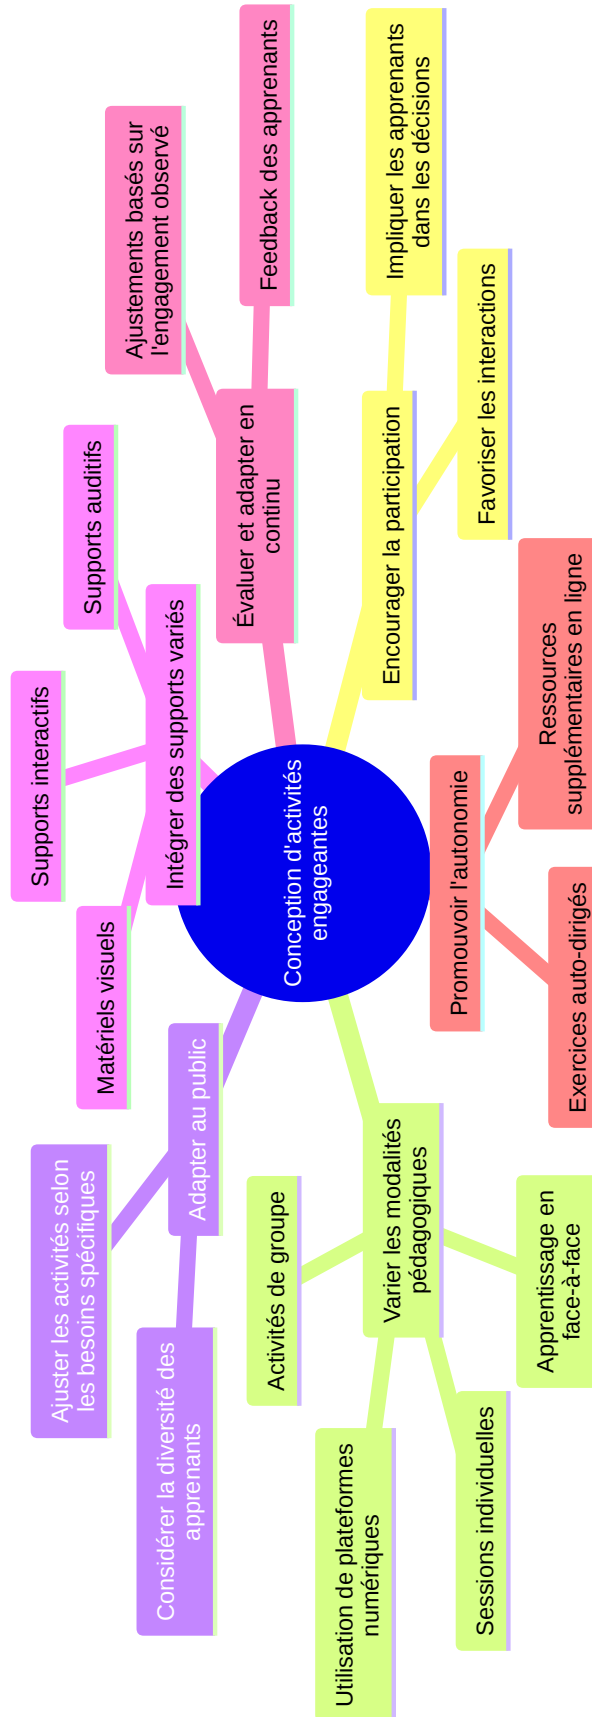 Conception d'activités
engageantes
Encourager la participation
Impliquer les apprenants
dans les décisions
Favoriser les interactions
Évaluer et adapter en
continu
Feedback des apprenants
Ajustements basés sur
l'engagement observé
Intégrer des supports variés
Supports auditifs
Supports interactifs
Matériels visuels
Adapter au public
Ajuster les activités selon
les besoins spécifiques
Considérer la diversité des
apprenants
Varier les modalités
pédagogiques
Activités de groupe
Utilisation de plateformes
numériques
Sessions individuelles
Apprentissage en
face-à-face
Promouvoir l'autonomie
Exercices auto-dirigés
Ressources
supplémentaires en ligne